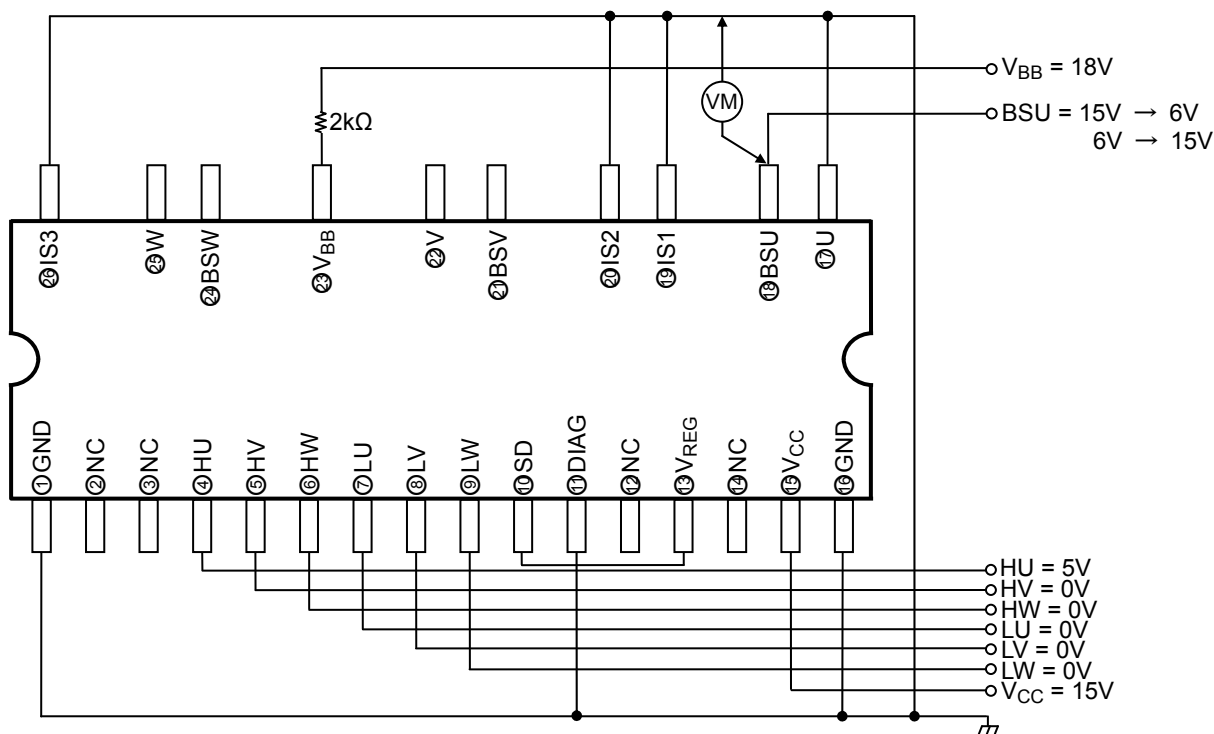 V_BB = 18V
VM
BSU = 15V → 6V
6V → 15V
2kΩ
㉖IS3
㉕W
㉔BSW
㉓V_BB
㉒V
㉑BSV
⑳IS2
⑲IS1
⑱BSU
⑰U
①GND
②NC
③NC
④HU
⑤HV
⑥HW
⑦LU
⑧LV
⑨LW
⑩SD
⑪DIAG
⑫NC
⑬V_REG
⑭NC
⑮V_CC
⑯GND
HU = 5V
HV = 0V
HW = 0V
LU = 0V
LV = 0V
LW = 0V
V_CC = 15V